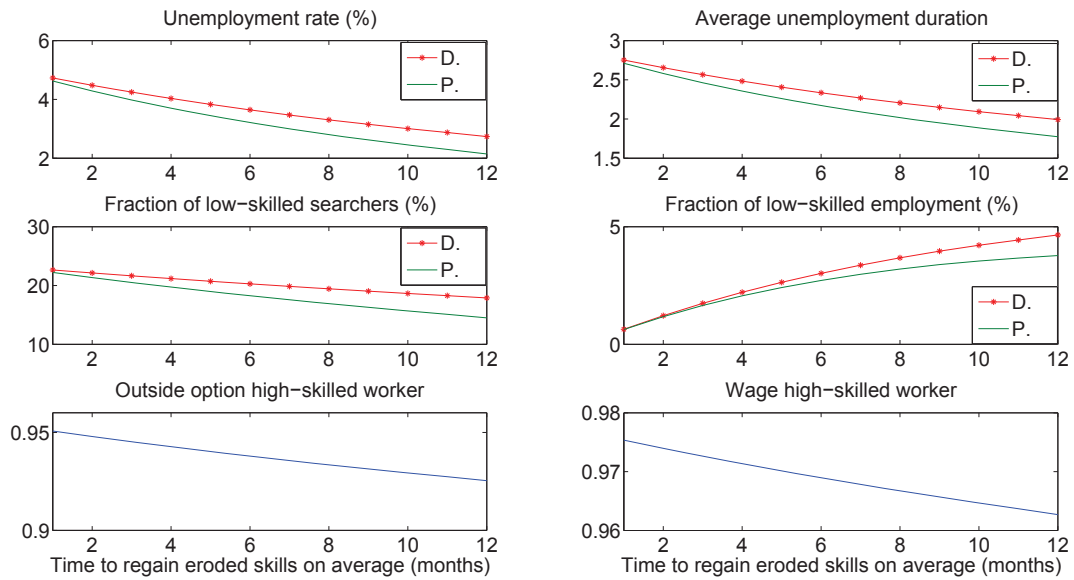 Unemployment rate (%)
6
4
2
2 4 6 8 10 12
D.
P.
Average unemployment duration
3
2.5
2
1.5
2 4 6 8 10 12
D.
P.
Fraction of low−skilled searchers (%)
30
20
10
2 4 6 8 10 12
D.
P.
Fraction of low−skilled employment (%)
5
0
2 4 6 8 10 12
D.
P.
Outside option high−skilled worker
0.95
0.9
2 4 6 8 10 12
Time to regain eroded skills on average (months)
Wage high−skilled worker
0.98
0.97
0.96
2 4 6 8 10 12
Time to regain eroded skills on average (months)